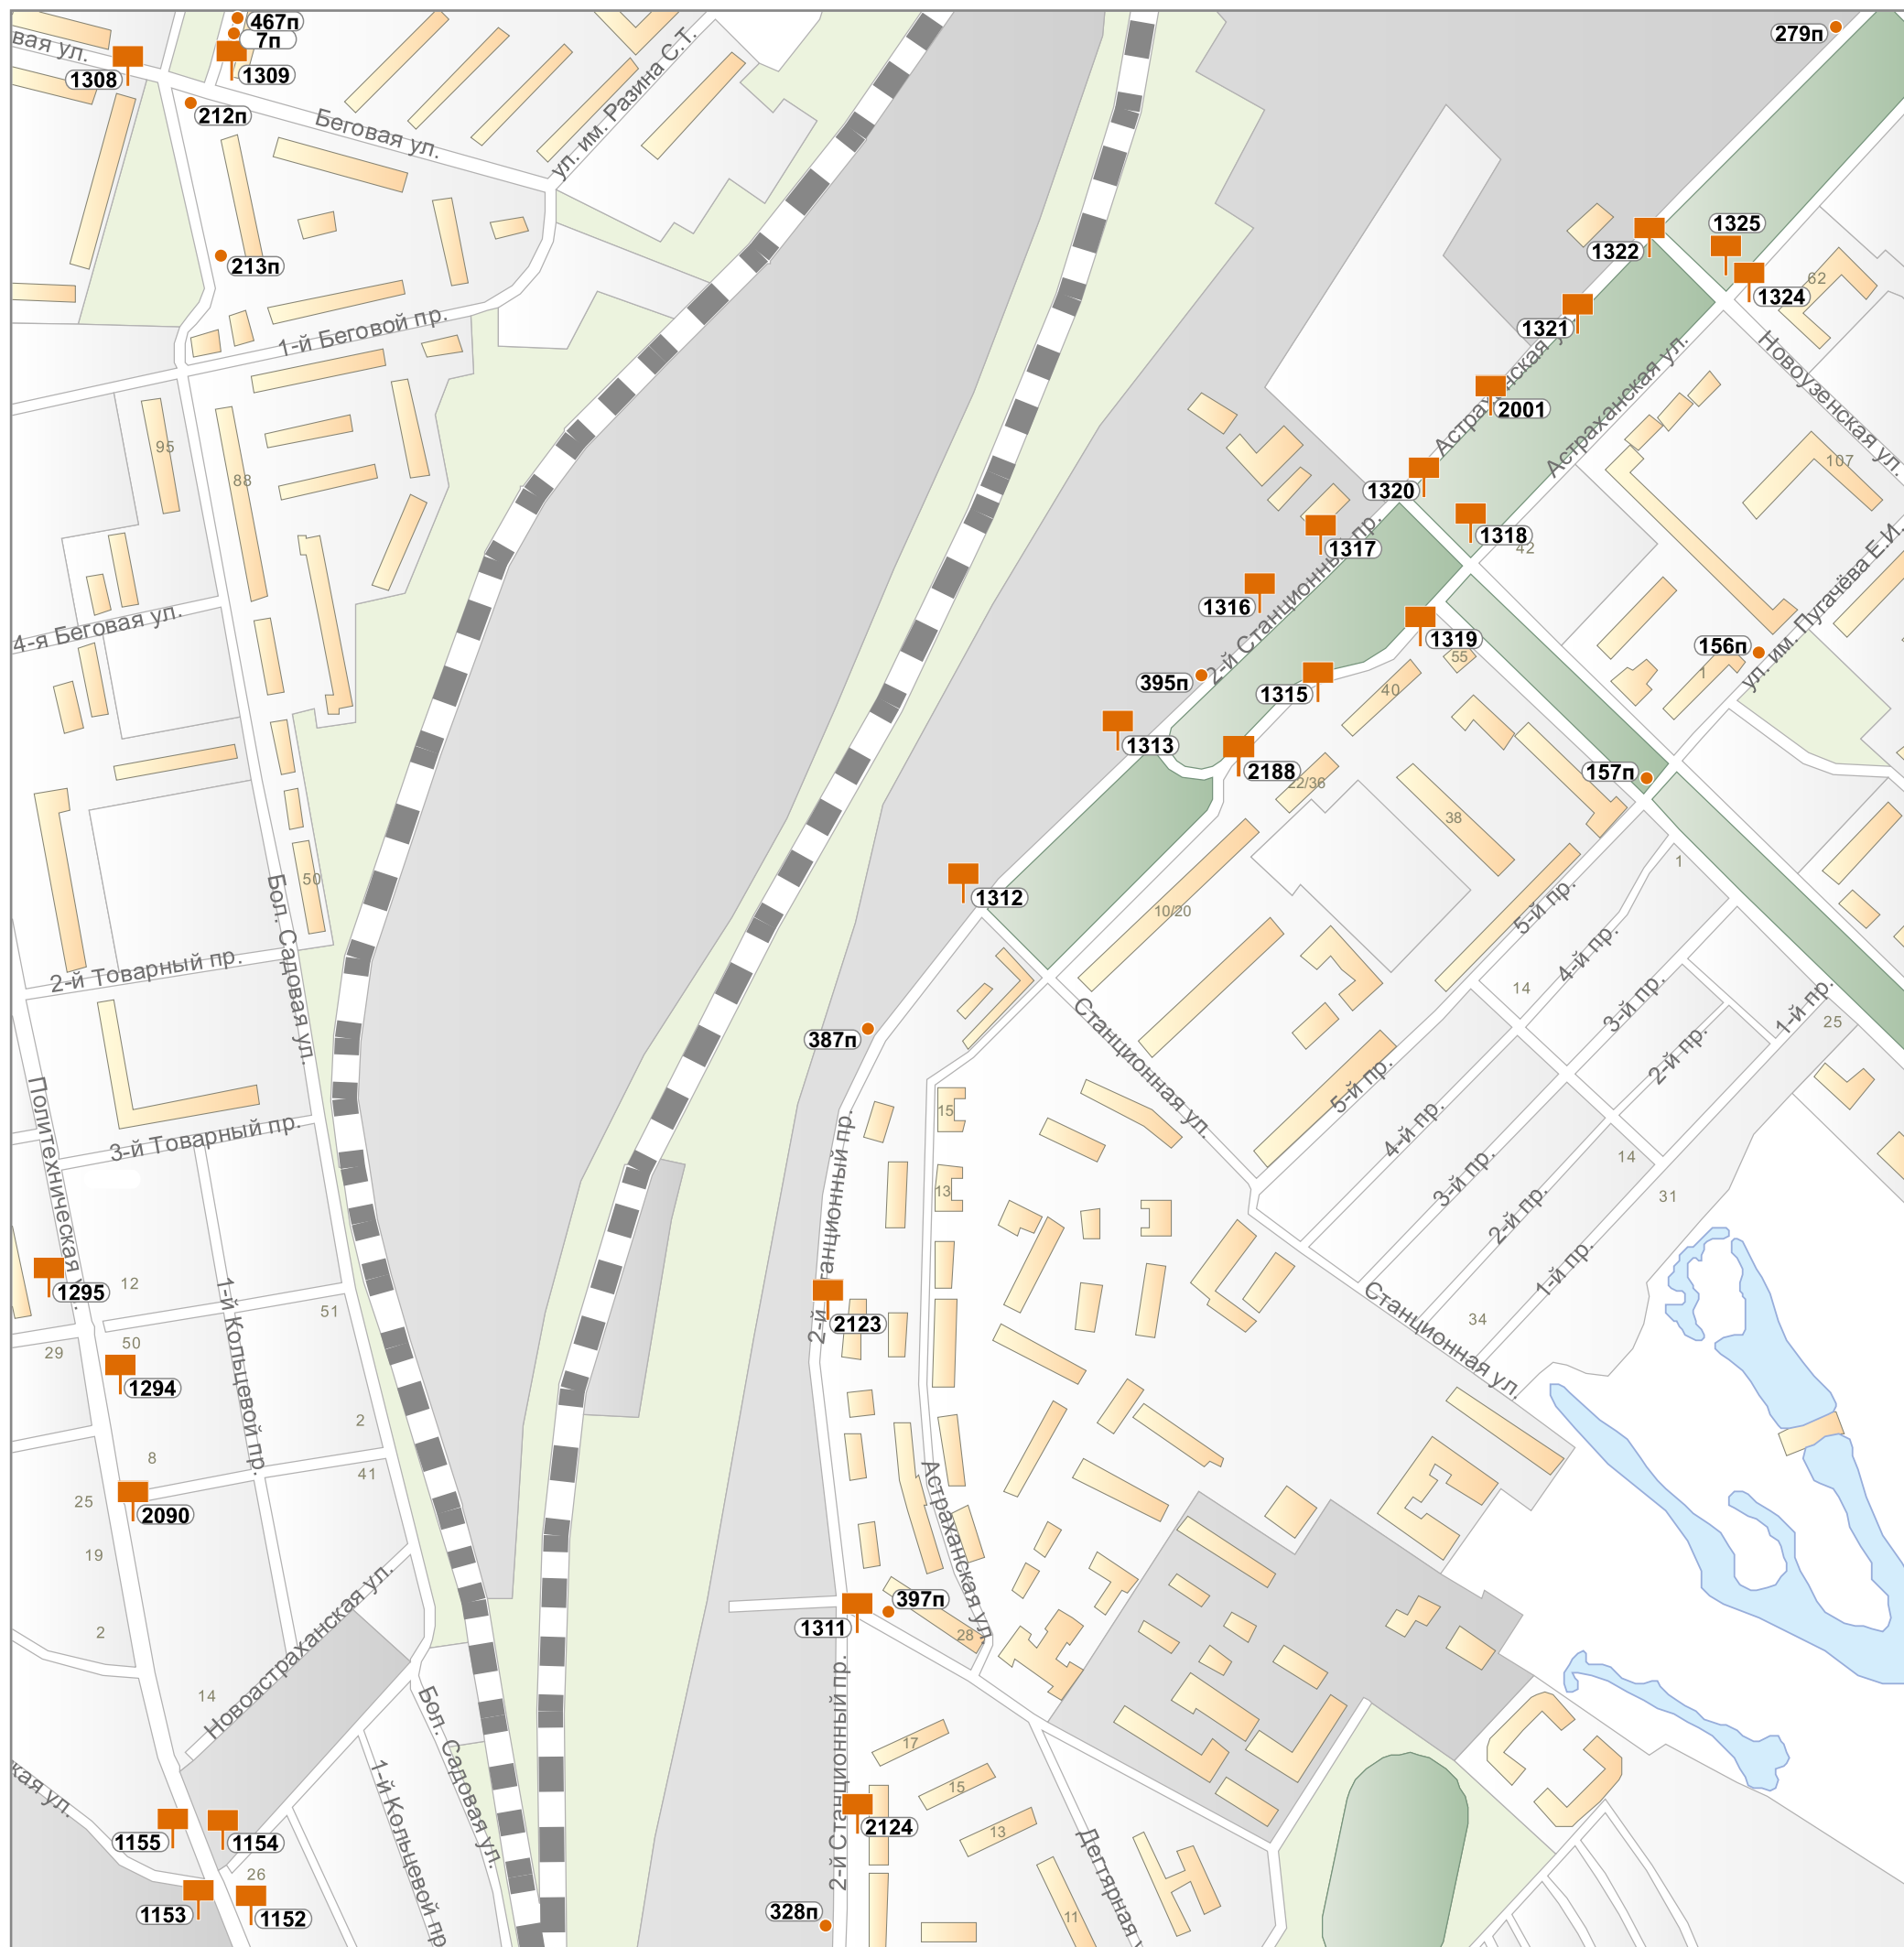 467п
7п
279п
вая ул.
1308
1309
212п
Беговая ул.
ул. им. Разина С.Т.
213п
1325
1322
62
1324
1321
1-й Беговой пр.
Новоузенская ул.
2001
Астраханская ул.
95
88
107
1320
1318
42
1317
2-й Станционный пр.
1316
4-я Беговая ул.
1319
55
156п
ул. им. Пугачёва Е.И.
1
395п
1315
40
1313
2188
22/36
157п
38
50
1
1312
10/20
5-й пр.
Бол. Садовая ул.
4-й пр.
2-й Товарный пр.
14
3-й пр.
1-й пр.
25
387п
Станционная ул.
2-й пр.
5-й пр.
Политехническая
15
4-й пр.
3-й Товарный пр.
14
3-й пр.
13
31
2-й пр.
1-й пр.
1295
12
51
2123
1-й Кольцевой пр.
34
Станционная ул.
50
29
1294
2
8
41
25
2090
Астраханская ул.
19
397п
1311
28
2
Новоастраханская ул.
14
2-й Станционный пр.
17
Бол. Садовая ул.
15
кая ул.
1-й Кольцевой пр
2124
13
1155
1154
Дегтярная
26
1153
1152
328п
11